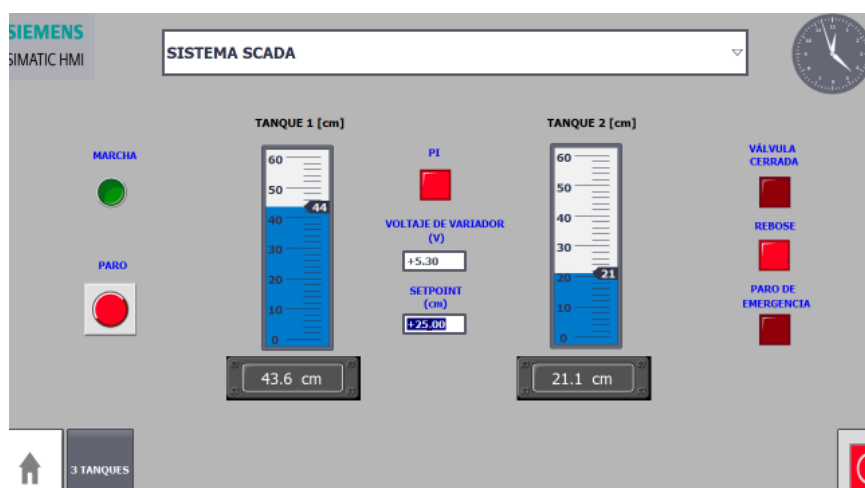 SIEMENS
SIMATIC HMI
SISTEMA SCADA
TANQUE 1 [cm]
TANQUE 2 [cm]
MARCHA
PARO
60
50
40
30
20
10
0
44
43.6 cm
PI
VOLTAJE DE VARIADOR
(V)
+5.30
SETPOINT
(cm)
+25.00
60
50
40
30
20
10
0
21
21.1 cm
VÁLVULA
CERRADA
REBOSE
PARO DE
EMERGENCIA
3 TANQUES